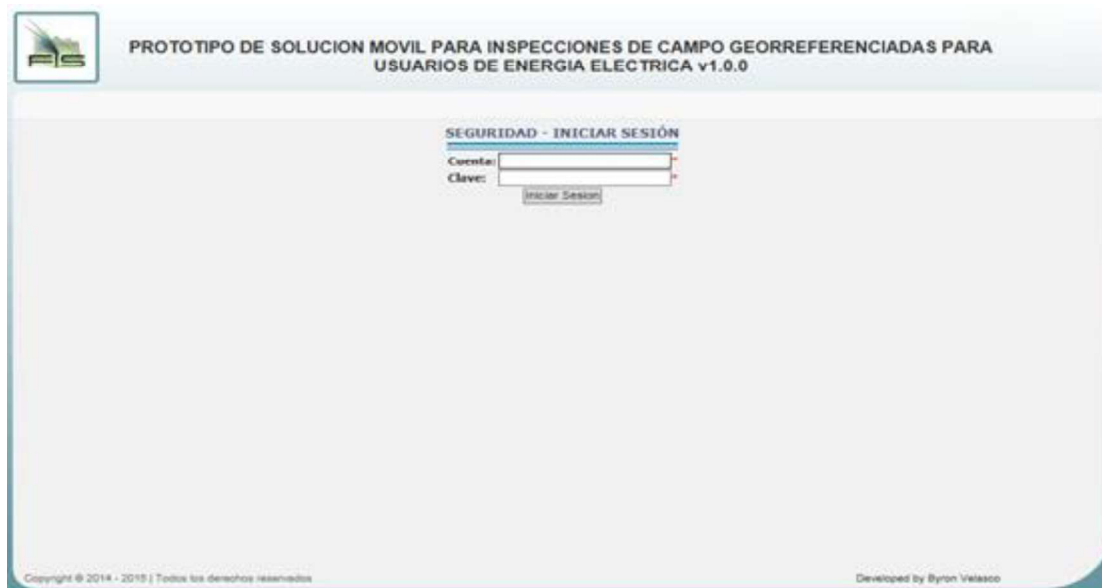 FIS
PROTOTIPO DE SOLUCION MOVIL PARA INSPECCIONES DE CAMPO GEORREFERENCIADAS PARA
USUARIOS DE ENERGIA ELECTRICA v1.0.0
SEGURIDAD - INICIAR SESIÓN
Cuenta: *
Clave: *
Iniciar Sesion
Copyright © 2014 - 2015 | Todos los derechos reservados Developed by Byron Velasco